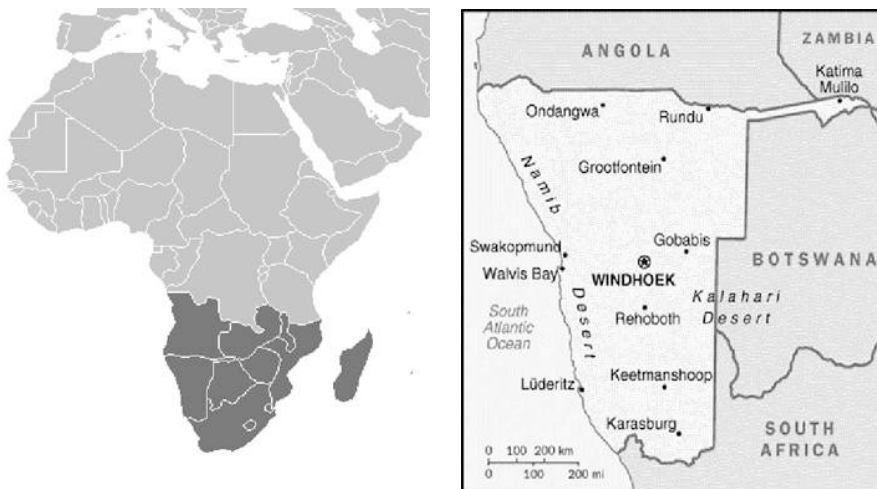 ANGOLA
ZAMBIA
Katima
Mulilo
Ondangwa
Rundu
Grootfontein
Namib
Desert
Swakopmund
Walvis Bay
Gobabis
WINDHOEK
BOTSWANA
Kalahari
Desert
South
Atlantic
Ocean
Rehoboth
Lüderitz
Keetmanshoop
Karasburg
SOUTH
AFRICA
0 100 200 km
0 100 200 mi